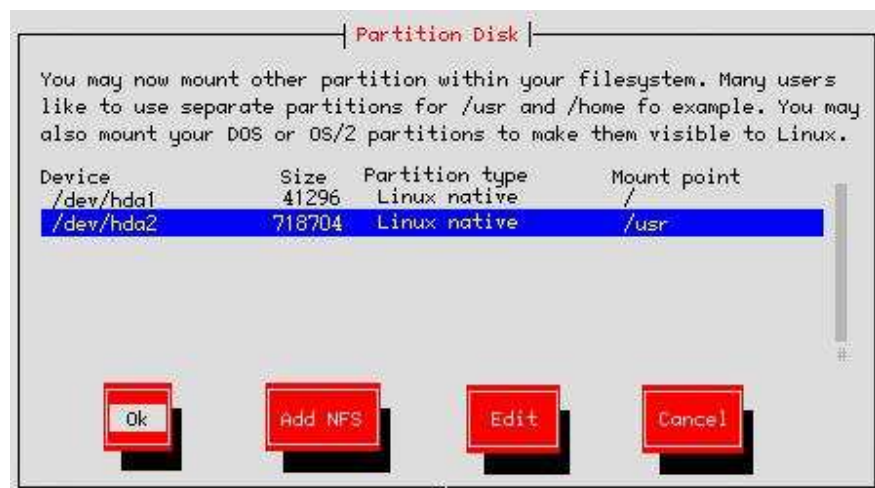 Partition Disk
You may now mount other partition within your filesystem. Many users
like to use separate partitions for /usr and /home fo example. You may
also mount your DOS or OS/2 partitions to make them visible to Linux.
Device Size Partition type Mount point
/dev/hda1 41296 Linux native /
/dev/hda2 718704 Linux native /usr
#
Ok Add NFS Edit Cancel